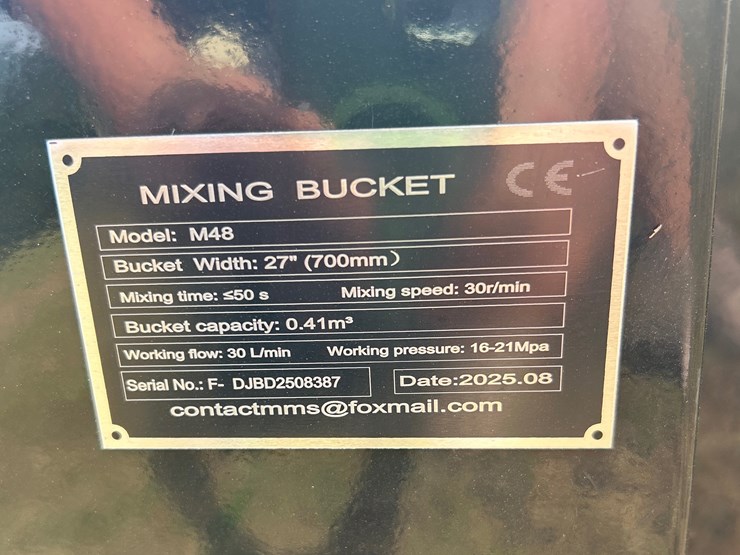 MIXING BUCKET CE
Model: M48
Bucket Width: 27" (700mm）
Mixing time: ≤50 s Mixing speed: 30r/min
Bucket capacity: 0.41m³
Working flow: 30 L/min Working pressure: 16-21Mpa
Serial No.: F- DJBD2508387 Date:2025.08
contactmms@foxmail.com